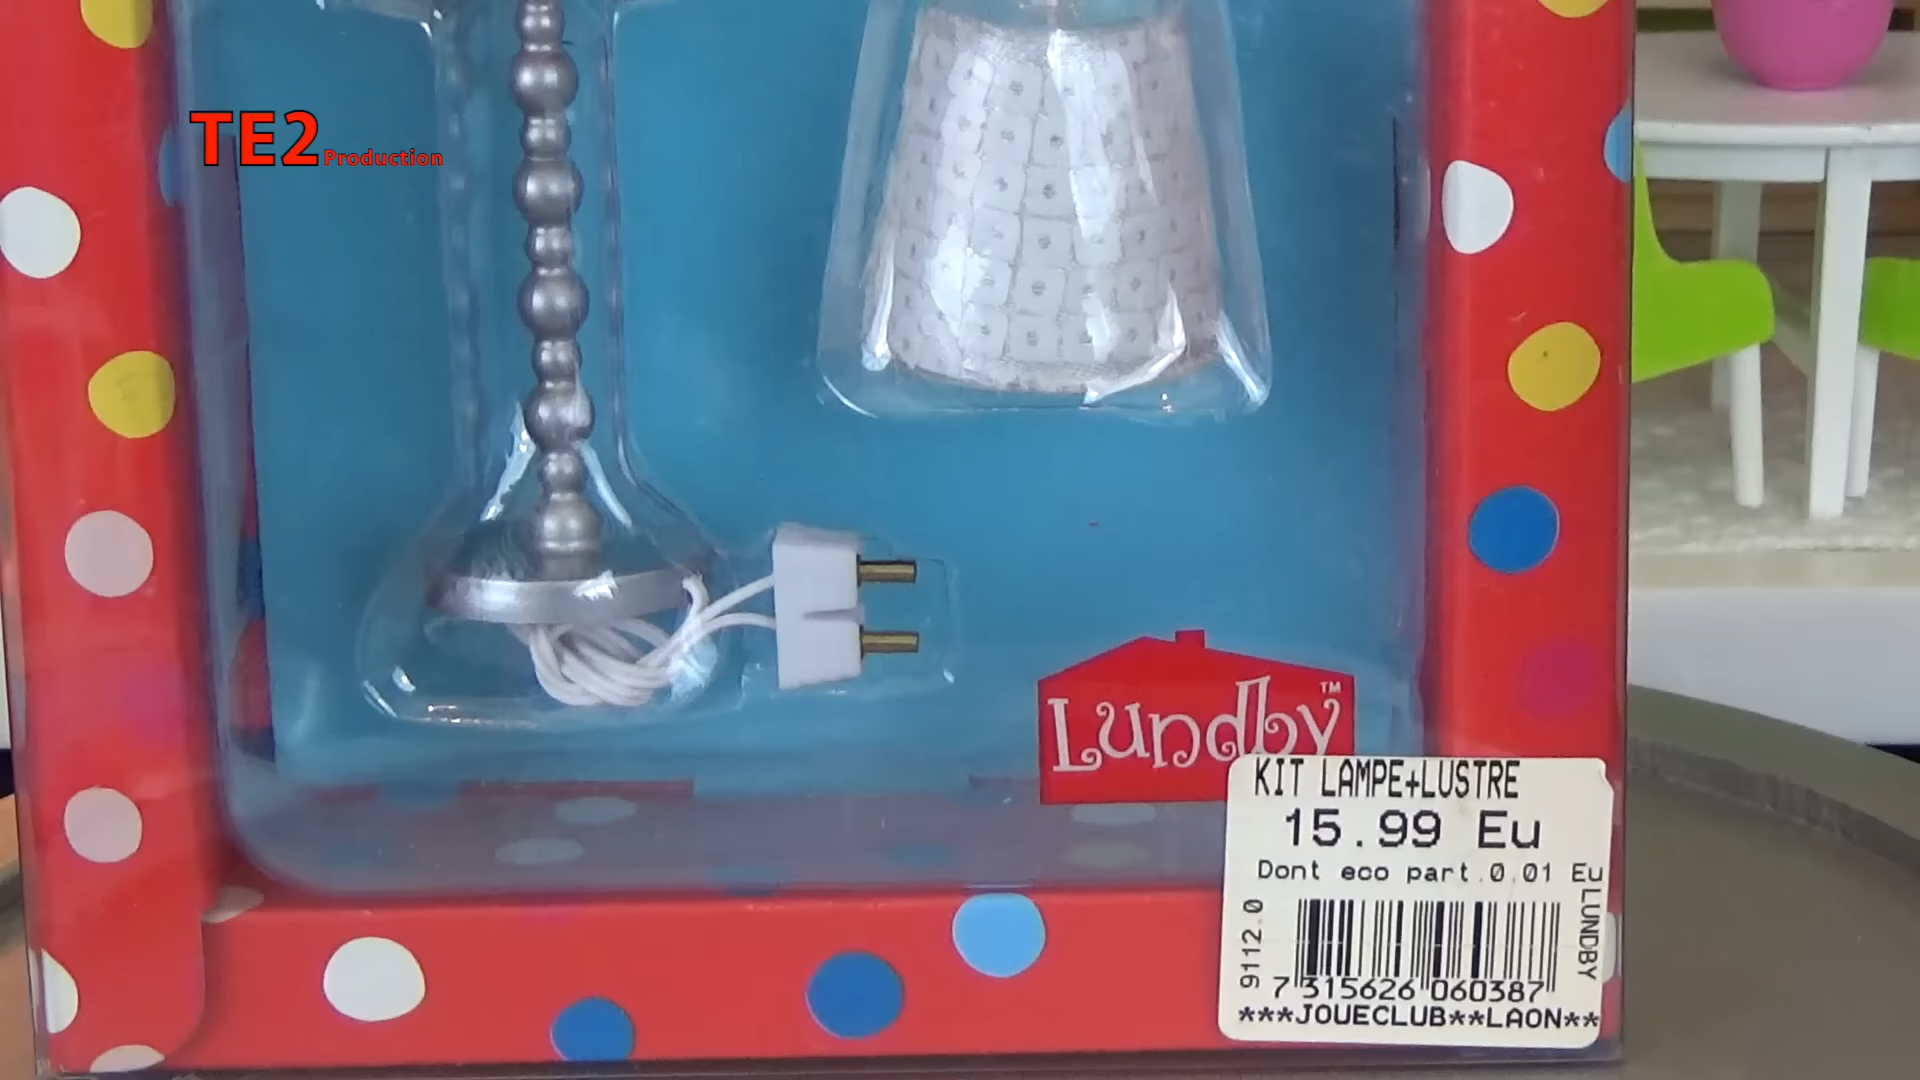 TE2 Production
Lundby™
KIT LAMPE+LUSTRE
15.99 Eu
Dont eco part.0.01 Eu
9112.0
LUNDBY
7 315626 060387
***JOUECLUB**LAON**